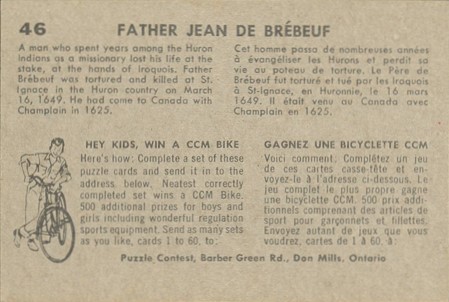 46 FATHER JEAN DE BRÉBEUF
A man who spent years among the Huron
Indians as a missionary lost his life at the
stake, at the hands of Iraquois. Father
Brébeuf was tortured and killed at St.
Ignace in the Huron country on March
16, 1649. He had come to Canada with
Champlain in 1625.
Cet homme passa de nombreuses années
à évangéliser les Hurons et perdit sa
vie au poteau de torture. Le Père de
Brébeuf fut torturé et tué par les Iraquois
à St-Ignace, en Huronnie, le 16 mars
1649. Il était venu au Canada avec
Champlain en 1625.
HEY KIDS, WIN A CCM BIKE
Here's how: Complete a set of these
puzzle cards and send it in to the
address below. Neatest correctly
completed set wins a CCM Bike.
500 additional prizes for boys and
girls including wonderful regulation
sports equipment. Send as many sets
as you like, cards 1 to 60, to:
GAGNEZ UNE BICYCLETTE CCM
Voici comment. Complétez un jeu
de ces cartes casse-tête et en-
voyez-le à l'adresse ci-dessous. Le
jeu complet le plus propre gagne
une bicyclette CCM. 500 prix addi-
tionnels comprenant des articles de
sport pour garçonnets et, fillettes.
Envoyez autant de jeux que vous
voudrez, cartes de 1 à 60, à:
Puzzle Contest, Barber Green Rd., Don Mills, Ontario